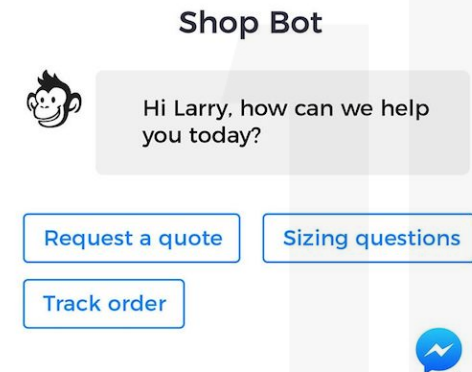 Shop Bot
Hi Larry, how can we help
you today?
Request a quote
Sizing questions
Track order